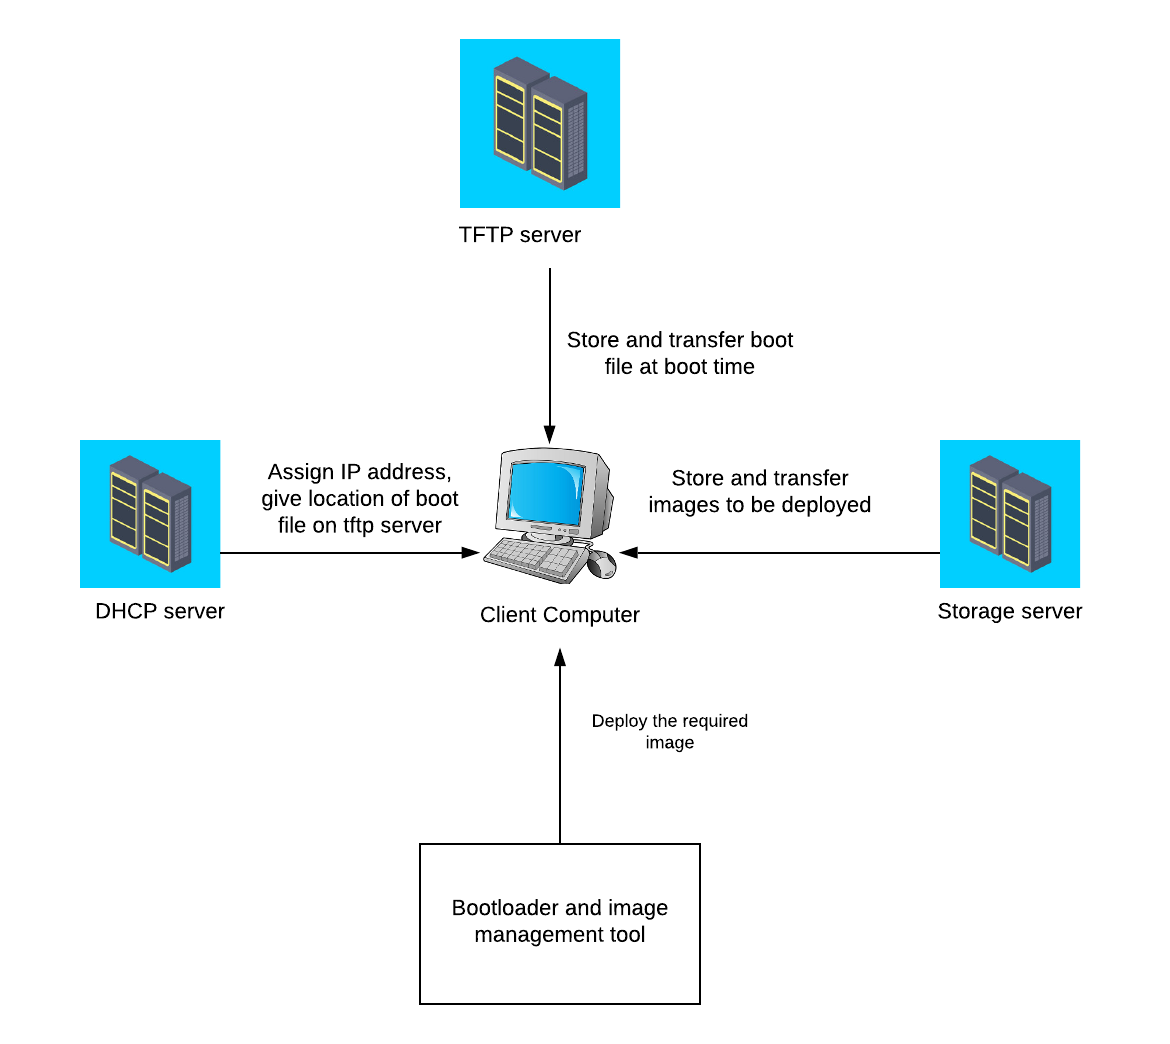 TFTP server
Store and transfer boot
file at boot time
Assign IP address,
give location of boot
file on tftp server
Store and transfer
images to be deployed
DHCP server
Client Computer
Storage server
Deploy the required
image
Bootloader and image
management tool